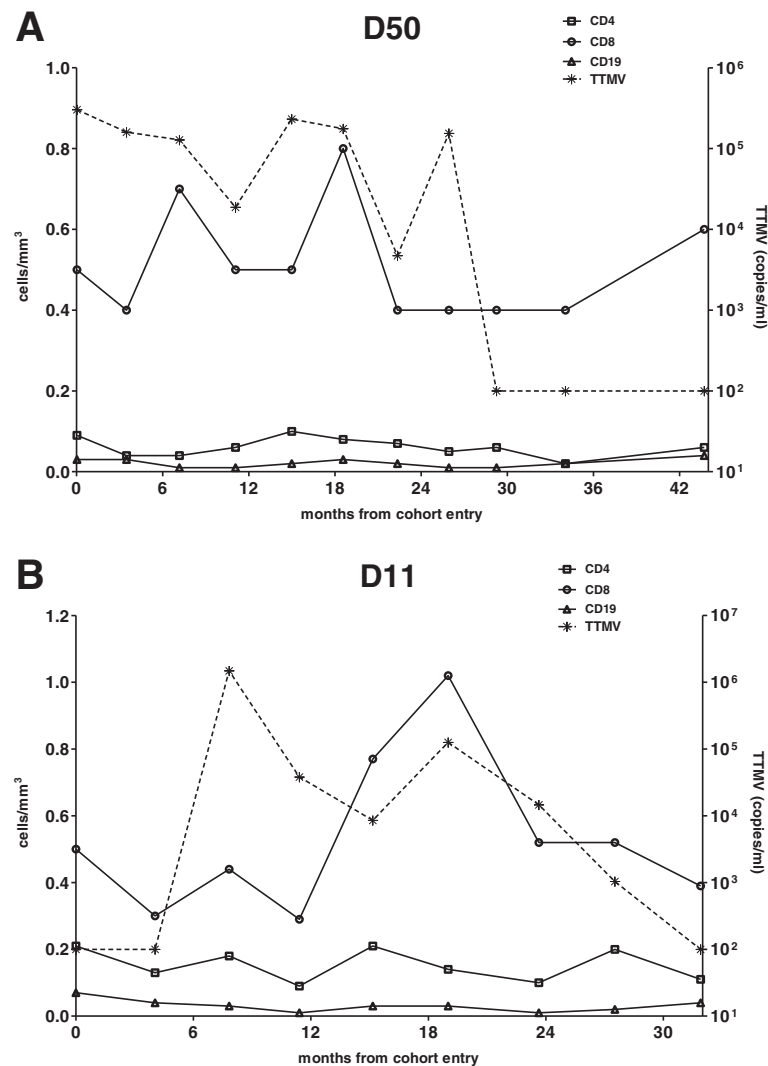 A
D50
CD4
CD8
CD19
TTMV
1.0
0.8
0.6
0.4
0.2
0.0
cells/mm³
10⁶
10⁵
10⁴
10³
10²
10¹
TTMV (copies/ml)
0 6 12 18 24 30 36 42
months from cohort entry
B
D11
CD4
CD8
CD19
TTMV
1.2
1.0
0.8
0.6
0.4
0.2
0.0
cells/mm³
10⁷
10⁶
10⁵
10⁴
10³
10²
10¹
TTMV (copies/ml)
0 6 12 18 24 30
months from cohort entry